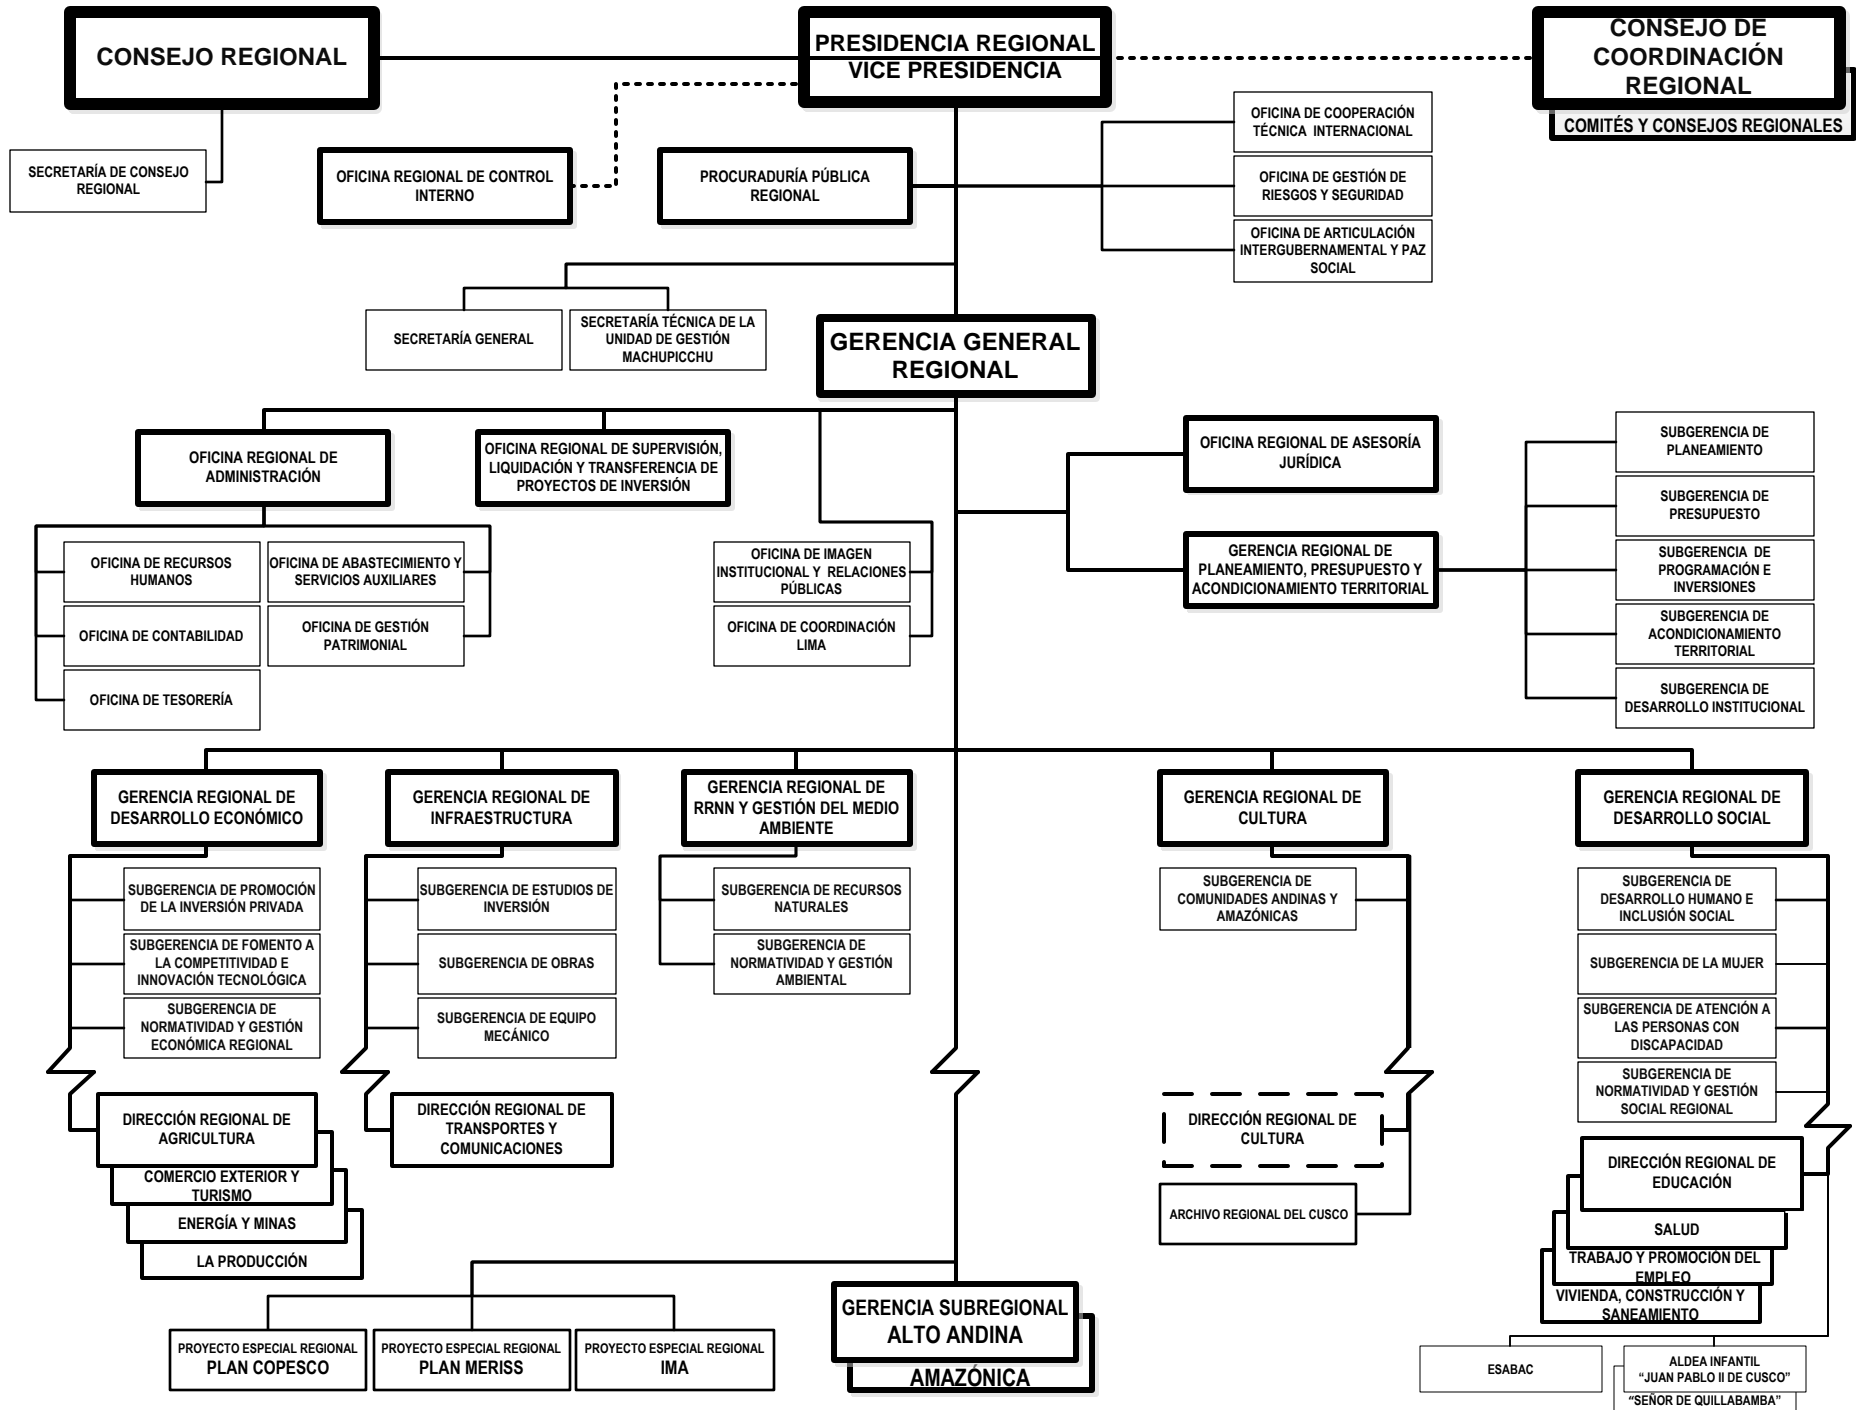 CONSEJO REGIONAL
PRESIDENCIA REGIONAL
VICE PRESIDENCIA
CONSEJO DE
COORDINACIÓN
REGIONAL
COMITÉS Y CONSEJOS REGIONALES
SECRETARÍA DE CONSEJO
REGIONAL
OFICINA REGIONAL DE CONTROL
INTERNO
PROCURADURÍA PÚBLICA
REGIONAL
OFICINA DE COOPERACIÓN
TÉCNICA INTERNACIONAL
OFICINA DE GESTIÓN DE
RIESGOS Y SEGURIDAD
OFICINA DE ARTICULACIÓN
INTERGUBERNAMENTAL Y PAZ
SOCIAL
SECRETARÍA GENERAL
SECRETARÍA TÉCNICA DE LA
UNIDAD DE GESTIÓN
MACHUPICCHU
GERENCIA GENERAL
REGIONAL
OFICINA REGIONAL DE
ADMINISTRACIÓN
OFICINA REGIONAL DE SUPERVISIÓN,
LIQUIDACIÓN Y TRANSFERENCIA DE
PROYECTOS DE INVERSIÓN
OFICINA REGIONAL DE ASESORÍA
JURÍDICA
GERENCIA REGIONAL DE
PLANEAMIENTO, PRESUPUESTO Y
ACONDICIONAMIENTO TERRITORIAL
SUBGERENCIA DE
PLANEAMIENTO
SUBGERENCIA DE
PRESUPUESTO
SUBGERENCIA DE
PROGRAMACIÓN E
INVERSIONES
SUBGERENCIA DE
ACONDICIONAMIENTO
TERRITORIAL
SUBGERENCIA DE
DESARROLLO INSTITUCIONAL
OFICINA DE RECURSOS
HUMANOS
OFICINA DE CONTABILIDAD
OFICINA DE TESORERÍA
OFICINA DE ABASTECIMIENTO Y
SERVICIOS AUXILIARES
OFICINA DE GESTIÓN
PATRIMONIAL
OFICINA DE IMAGEN
INSTITUCIONAL Y RELACIONES
PÚBLICAS
OFICINA DE COORDINACIÓN
LIMA
GERENCIA REGIONAL DE
DESARROLLO ECONÓMICO
SUBGERENCIA DE PROMOCIÓN
DE LA INVERSIÓN PRIVADA
SUBGERENCIA DE FOMENTO A
LA COMPETITIVIDAD E
INNOVACIÓN TECNOLÓGICA
SUBGERENCIA DE
NORMATIVIDAD Y GESTIÓN
ECONÓMICA REGIONAL
DIRECCIÓN REGIONAL DE
AGRICULTURA
COMERCIO EXTERIOR Y
TURISMO
ENERGÍA Y MINAS
LA PRODUCCIÓN
GERENCIA REGIONAL DE
INFRAESTRUCTURA
SUBGERENCIA DE ESTUDIOS DE
INVERSIÓN
SUBGERENCIA DE OBRAS
SUBGERENCIA DE EQUIPO
MECÁNICO
DIRECCIÓN REGIONAL DE
TRANSPORTES Y
COMUNICACIONES
GERENCIA REGIONAL DE
RRNN Y GESTIÓN DEL MEDIO
AMBIENTE
SUBGERENCIA DE RECURSOS
NATURALES
SUBGERENCIA DE
NORMATIVIDAD Y GESTIÓN
AMBIENTAL
GERENCIA REGIONAL DE
CULTURA
SUBGERENCIA DE
COMUNIDADES ANDINAS Y
AMAZÓNICAS
DIRECCIÓN REGIONAL DE
CULTURA
ARCHIVO REGIONAL DEL CUSCO
GERENCIA REGIONAL DE
DESARROLLO SOCIAL
SUBGERENCIA DE
DESARROLLO HUMANO E
INCLUSIÓN SOCIAL
SUBGERENCIA DE LA MUJER
SUBGERENCIA DE ATENCIÓN A
LAS PERSONAS CON
DISCAPACIDAD
SUBGERENCIA DE
NORMATIVIDAD Y GESTIÓN
SOCIAL REGIONAL
DIRECCIÓN REGIONAL DE
EDUCACIÓN
SALUD
TRABAJO Y PROMOCIÓN DEL
EMPLEO
VIVIENDA, CONSTRUCCIÓN Y
SANEAMIENTO
PROYECTO ESPECIAL REGIONAL
PLAN COPESCO
PROYECTO ESPECIAL REGIONAL
PLAN MERISS
PROYECTO ESPECIAL REGIONAL
IMA
GERENCIA SUBREGIONAL
ALTO ANDINA
AMAZÓNICA
ESABAC
ALDEA INFANTIL
“JUAN PABLO II DE CUSCO”
“SEÑOR DE QUILLABAMBA”